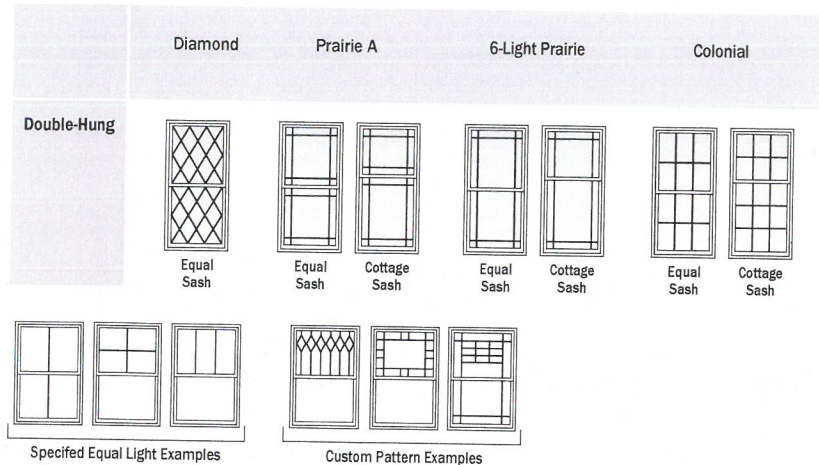 Diamond
Prairie A
6-Light Prairie
Colonial
Double-Hung
Equal
Sash
Equal
Sash
Cottage
Sash
Equal
Sash
Cottage
Sash
Equal
Sash
Cottage
Sash
Specifed Equal Light Examples
Custom Pattern Examples